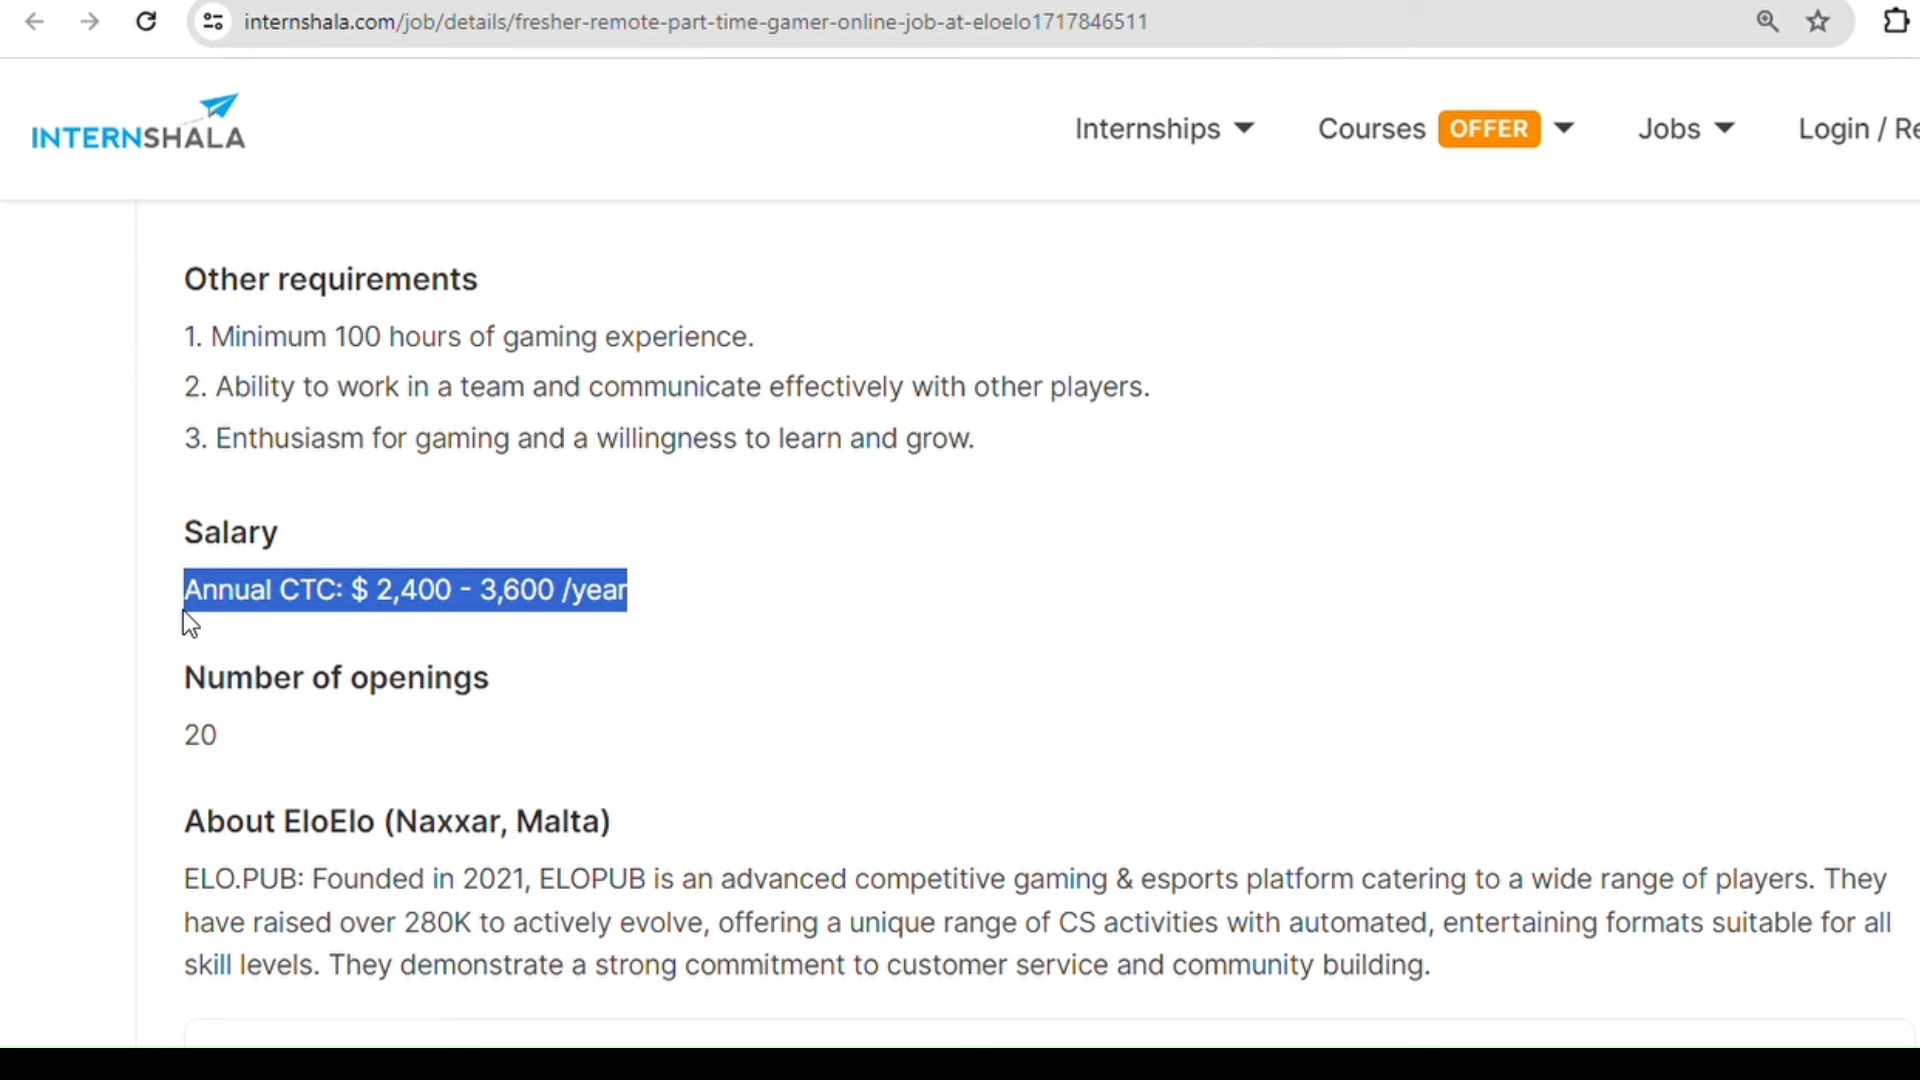 internshala.com/job/details/fresher-remote-part-time-gamer-online-job-at-eloelo1717846511
INTERNSHALA
Internships
Courses OFFER
Jobs
Login / Re
Other requirements
1. Minimum 100 hours of gaming experience.
2. Ability to work in a team and communicate effectively with other players.
3. Enthusiasm for gaming and a willingness to learn and grow.
Salary
Annual CTC: $ 2,400 - 3,600 /year
Number of openings
20
About EloElo (Naxxar, Malta)
ELO.PUB: Founded in 2021, ELOPUB is an advanced competitive gaming & esports platform catering to a wide range of players. They
have raised over 280K to actively evolve, offering a unique range of CS activities with automated, entertaining formats suitable for all
skill levels. They demonstrate a strong commitment to customer service and community building.